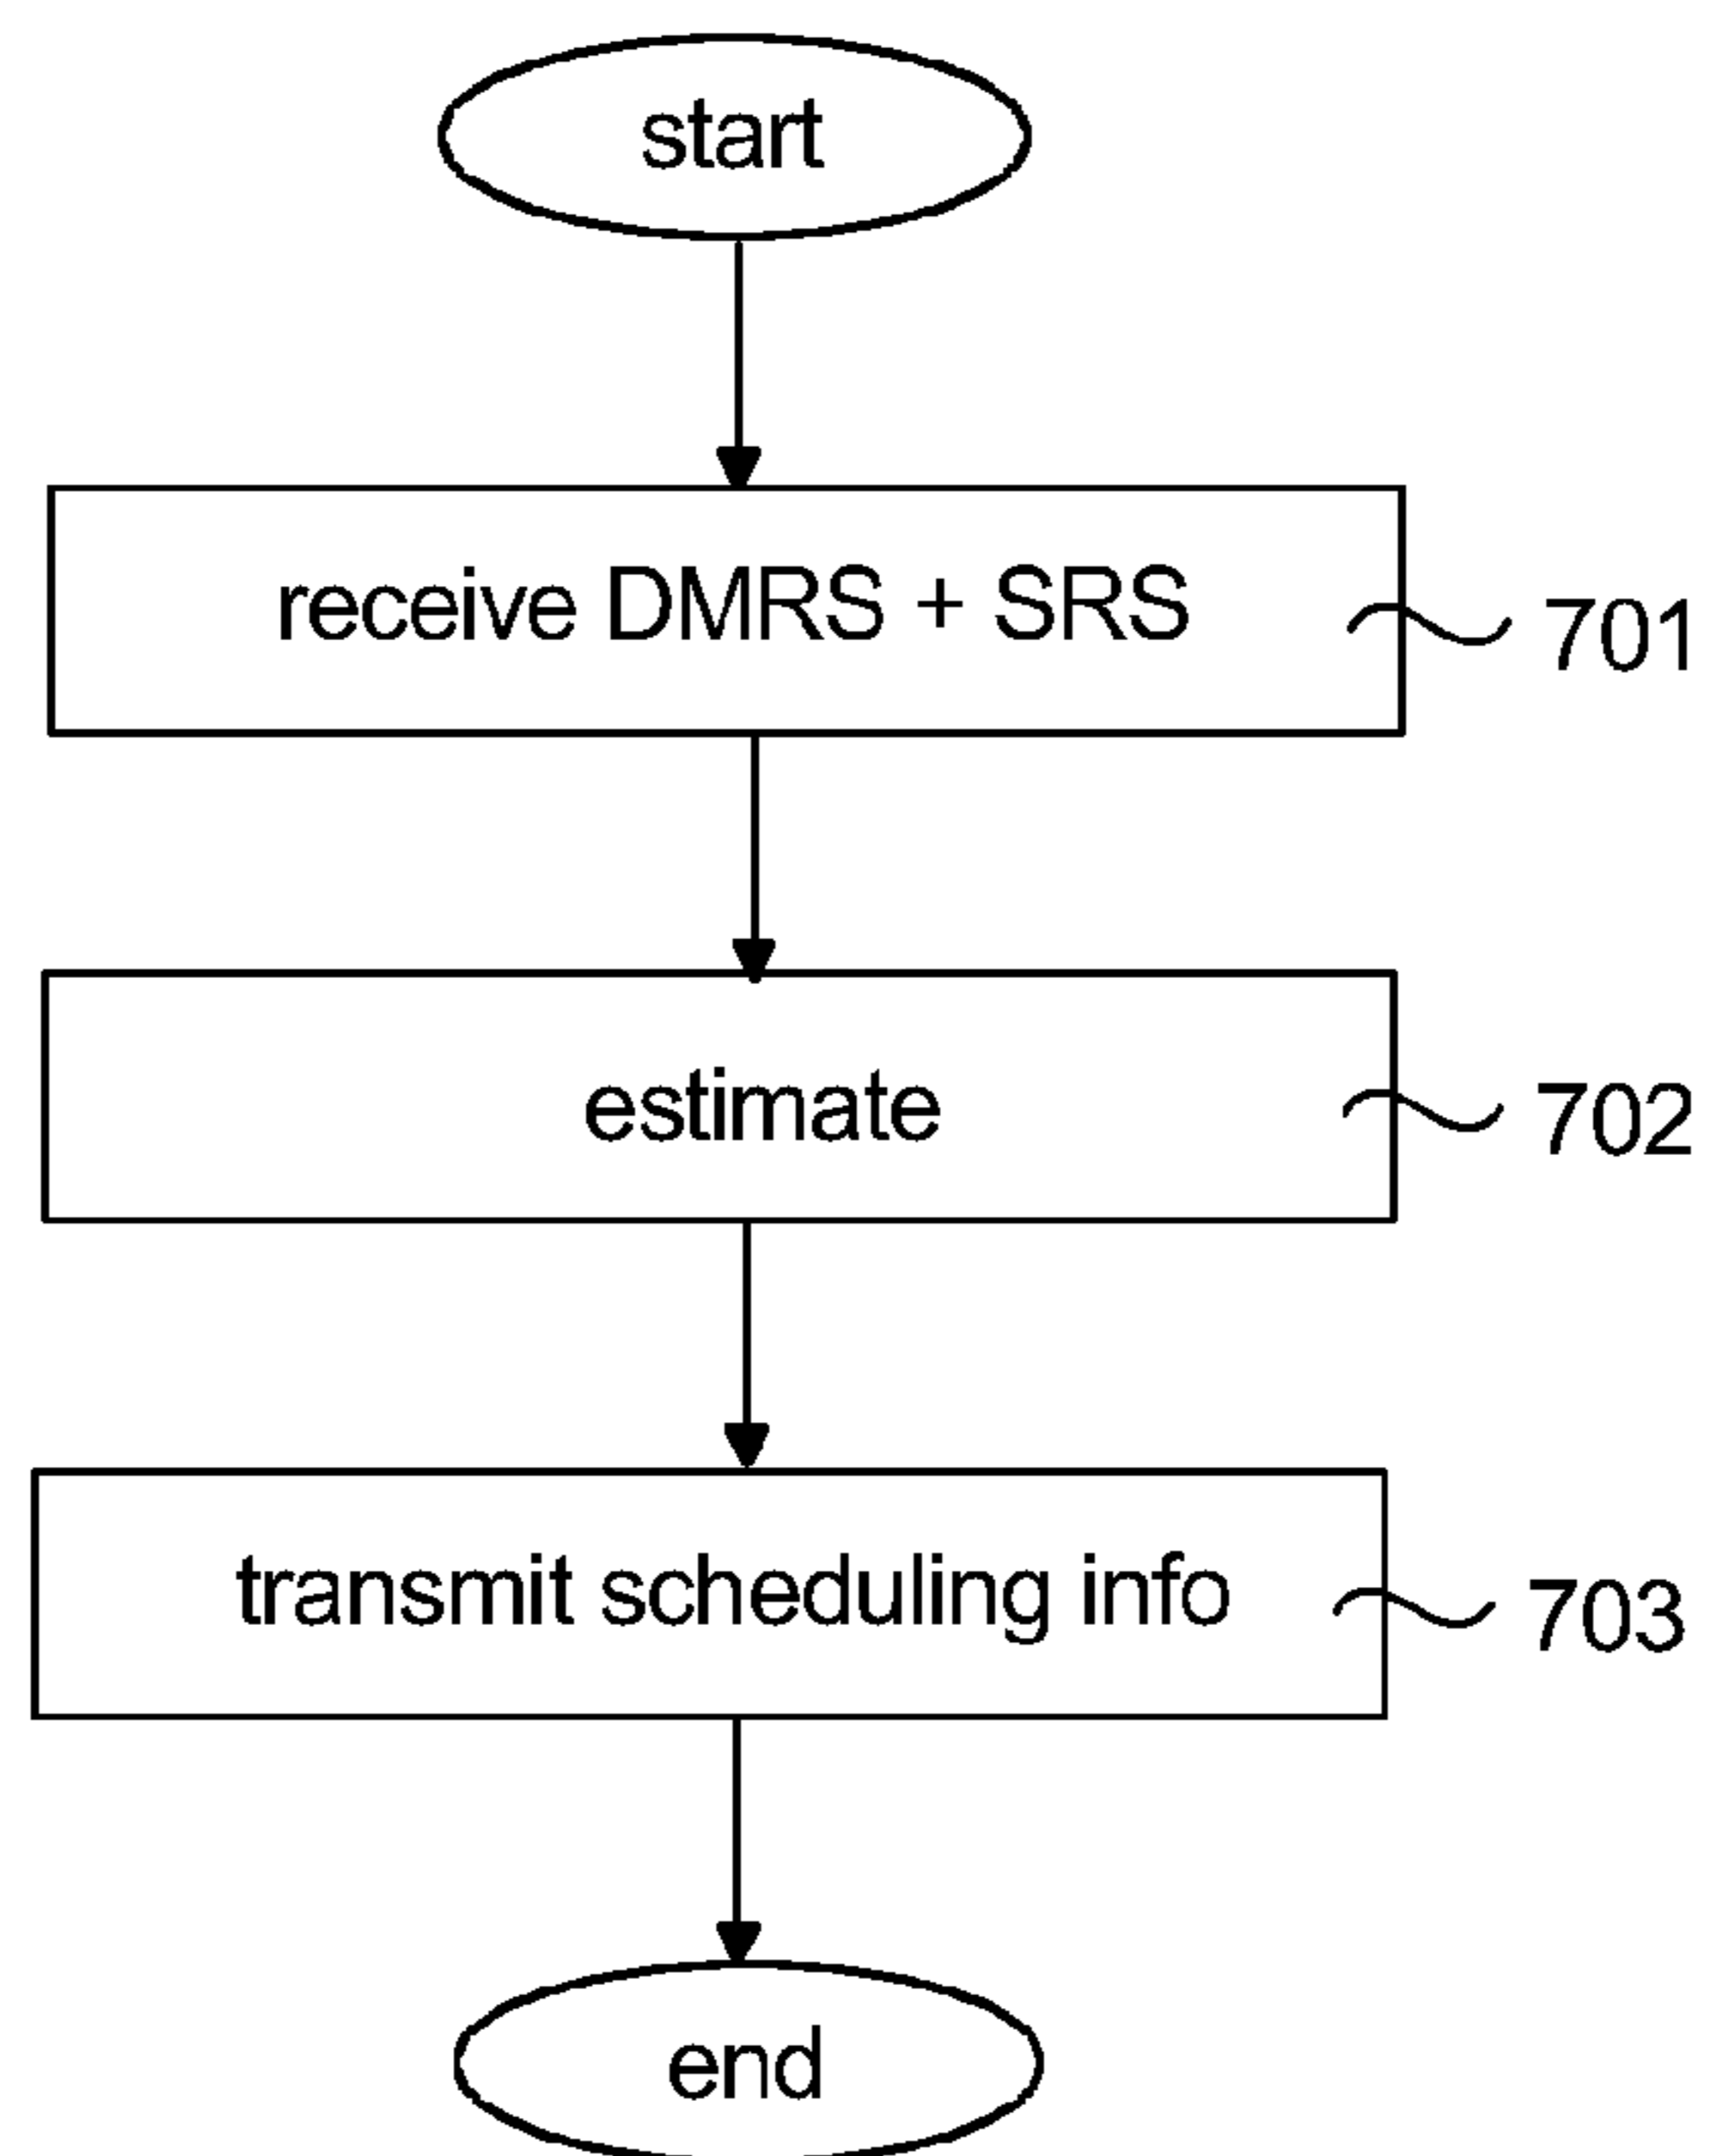 start
receive DMRS + SRS
701
estimate
702
transmit scheduling info
703
end